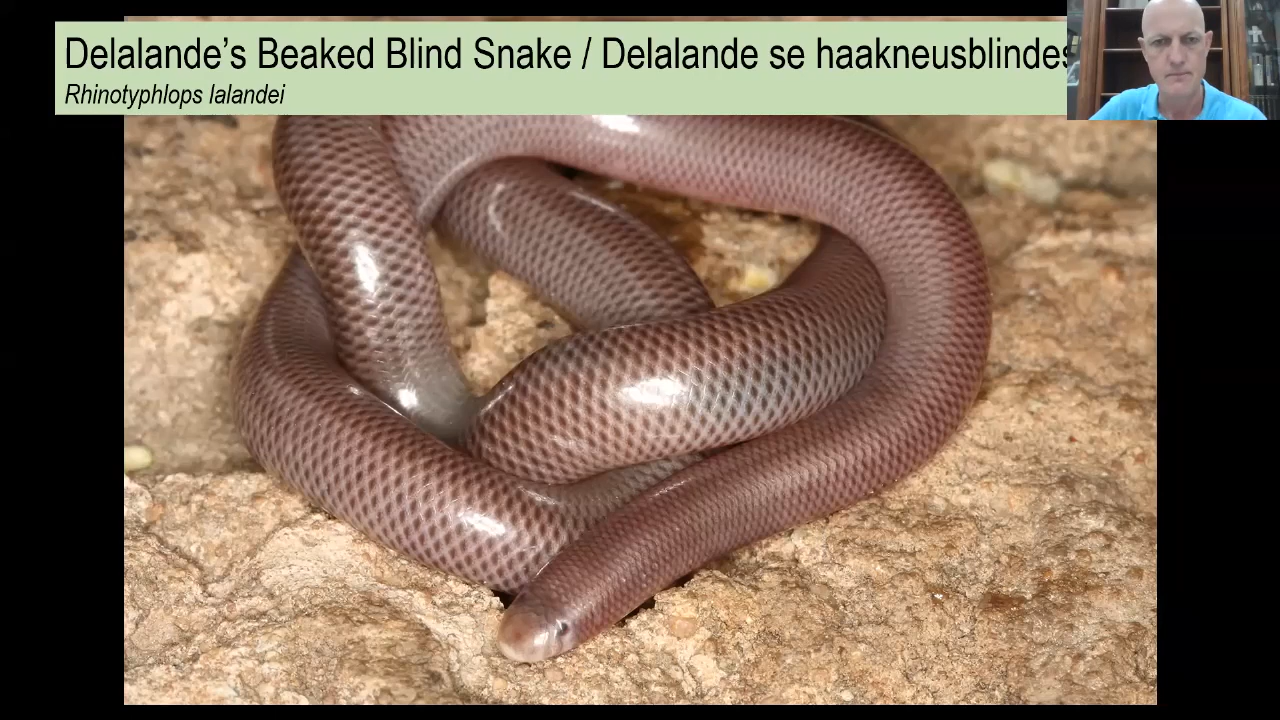 Delalande’s Beaked Blind Snake / Delalande se haakneusblindes
Rhinotyphlops lalandei